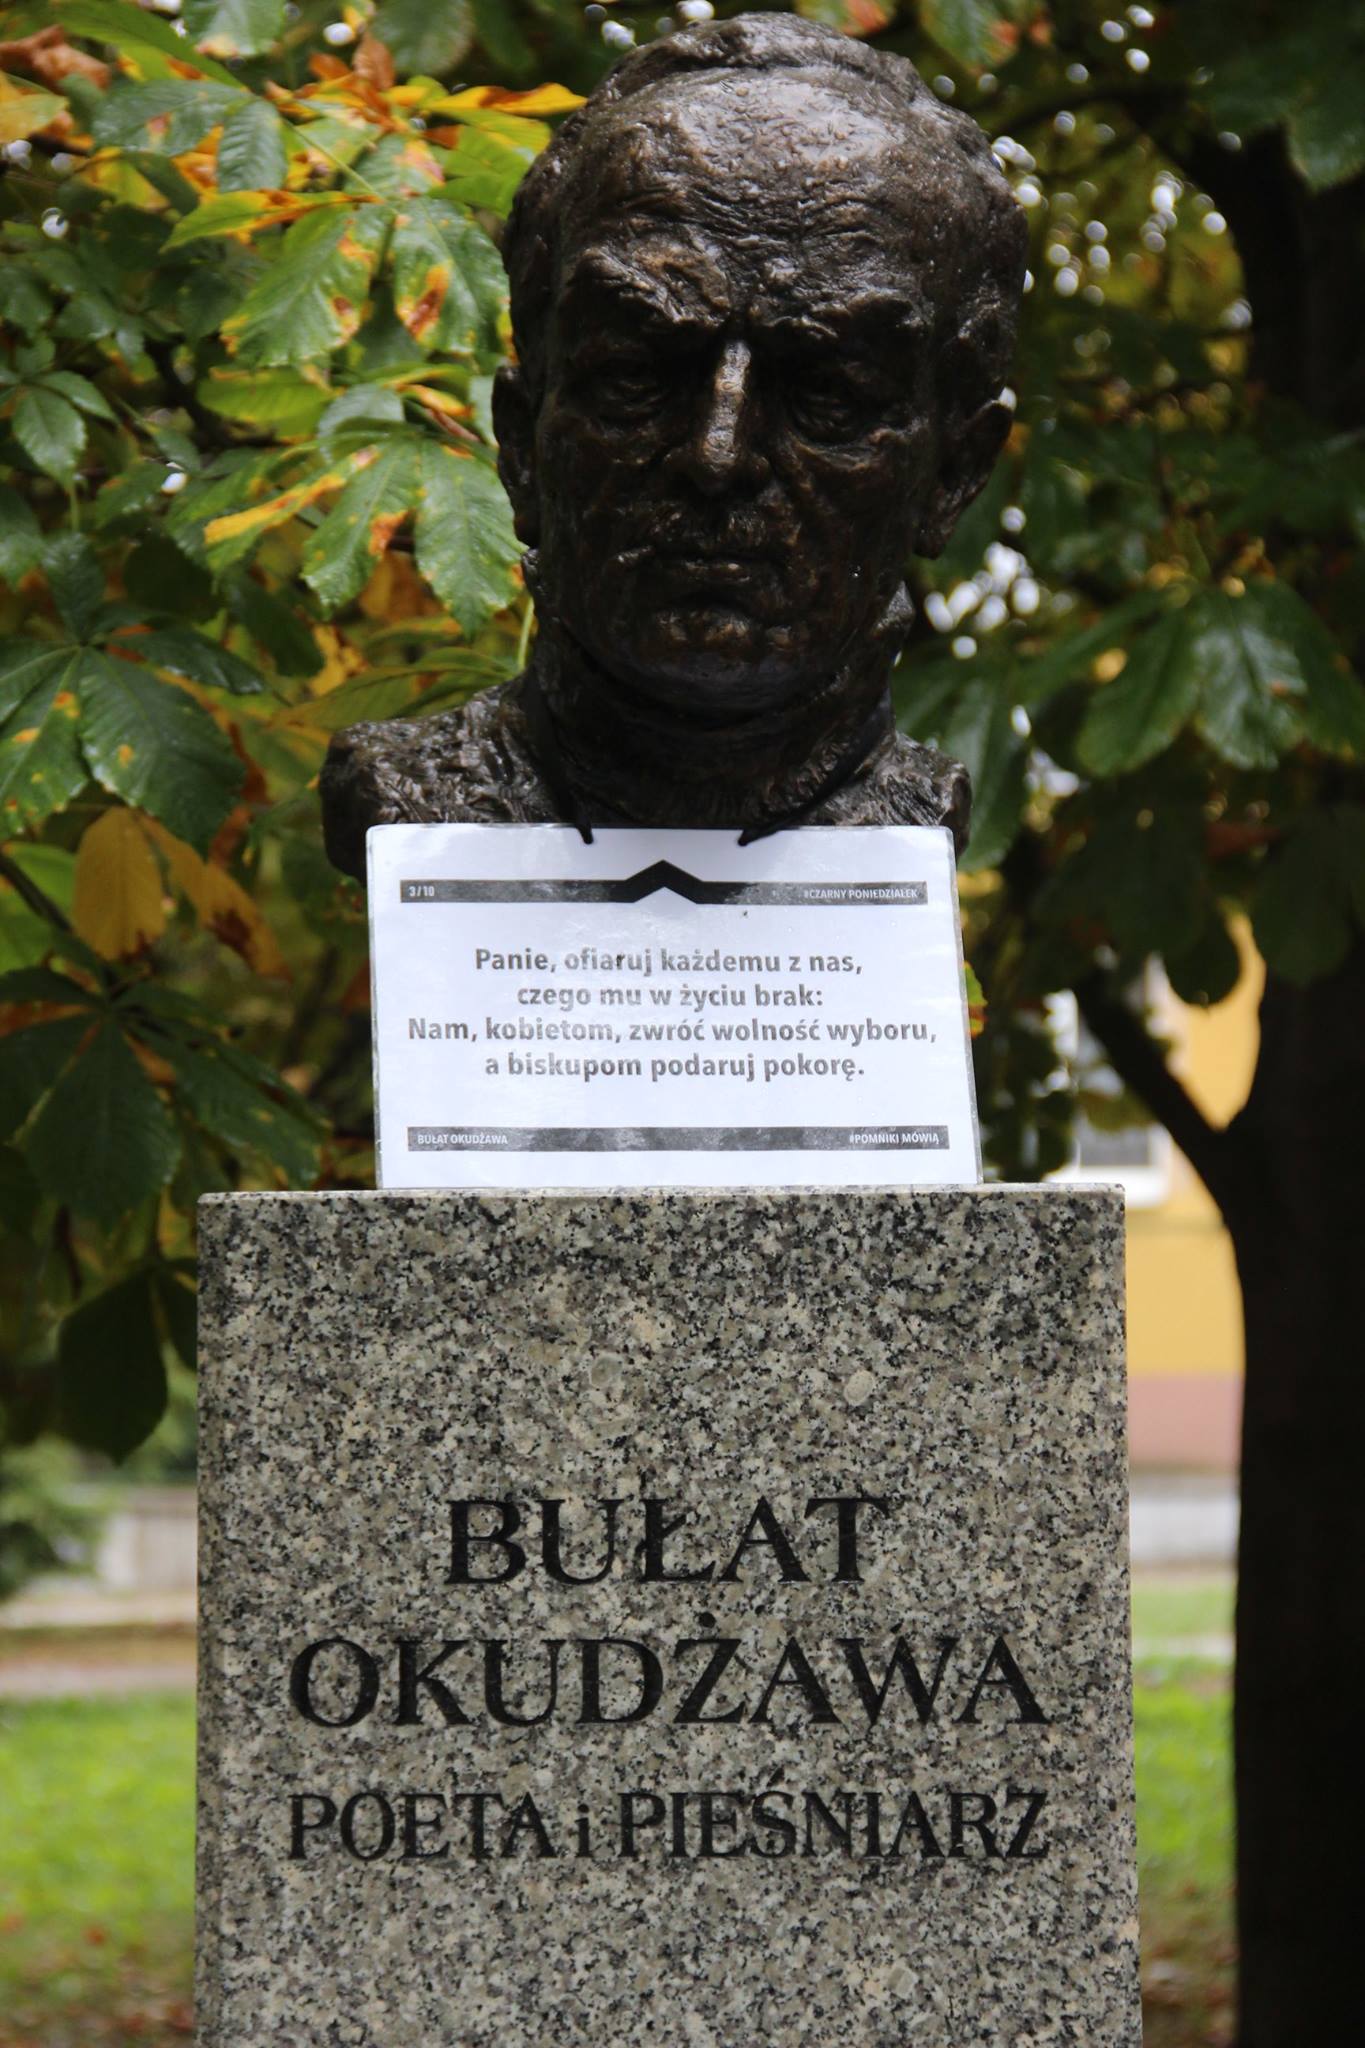 3/10
#CZARNY PONIEDZIAŁEK
Panie, ofiaruj każdemu z nas,
czego mu w życiu brak:
Nam, kobietom, zwróć wolność wyboru,
a biskupom podaruj pokorę.
BUŁAT OKUDŻAWA
#POMNIKI MÓWIĄ
BUŁAT
OKUDŻAWA
POETA i PIEŚNIARZ